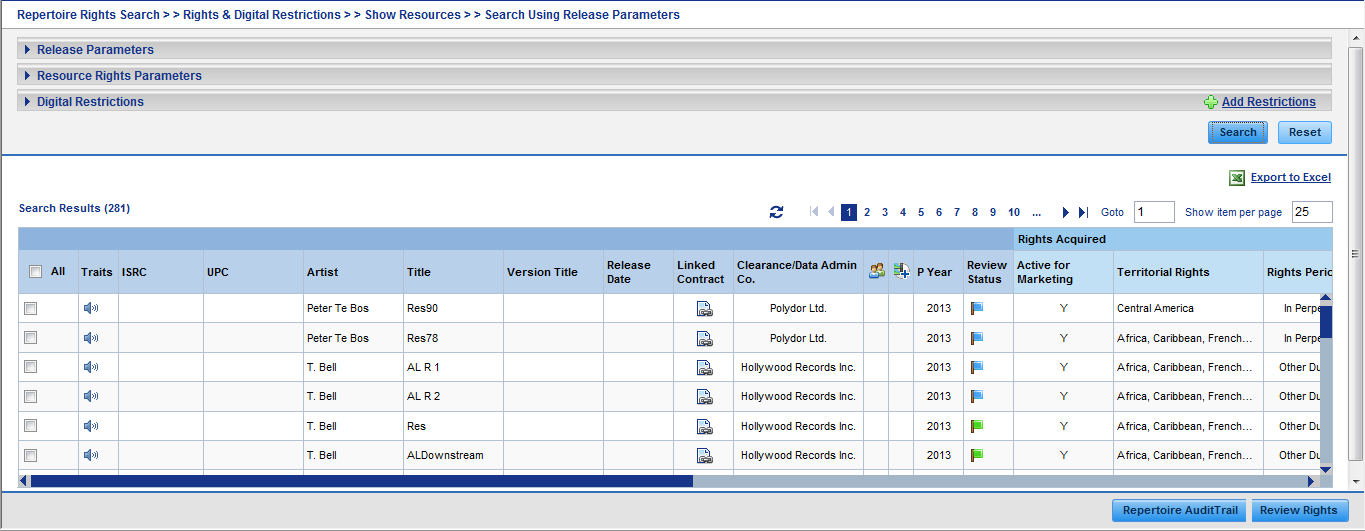 Repertoire Rights Search > > Rights & Digital Restrictions > > Show Resources > > Search Using Release Parameters
Release Parameters
Resource Rights Parameters
Digital Restrictions
Add Restrictions
Search Reset
Export to Excel
Search Results (281)
1 2 3 4 5 6 7 8 9 10 ... Goto 1 Show item per page 25
Rights Acquired
All Traits ISRC UPC Artist Title Version Title Release Date Linked Contract Clearance/Data Admin Co. P Year Review Status Active for Marketing Territorial Rights Rights Perio
Peter Te Bos Res90 Polydor Ltd. 2013 Y Central America In Perpe
Peter Te Bos Res78 Polydor Ltd. 2013 Y Africa, Caribbean, French... In Perpe
T. Bell AL R 1 Hollywood Records Inc. 2013 Y Africa, Caribbean, French... Other Du
T. Bell AL R 2 Hollywood Records Inc. 2013 Y Africa, Caribbean, French... Other Du
T. Bell Res Hollywood Records Inc. 2013 Y Africa, Caribbean, French... Other Du
T. Bell ALDownstream Hollywood Records Inc. 2013 Y Africa, Caribbean, French... Other Du
Repertoire AuditTrail Review Rights